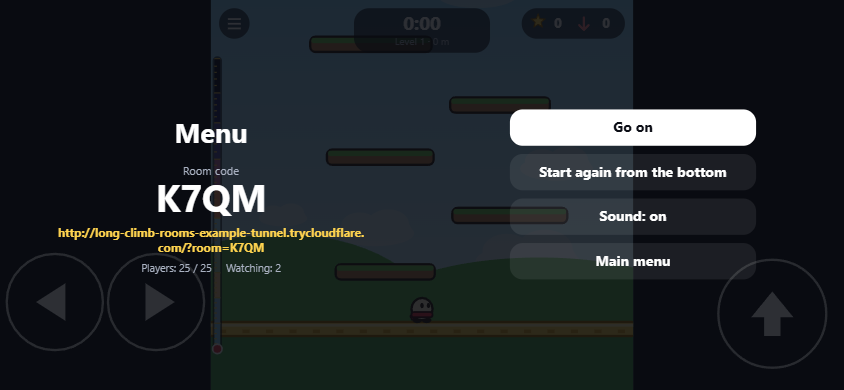 0:00
0
0
Level 1 · 0 m
Menu
Room code
K7QM
http://long-climb-rooms-example-tunnel.trycloudflare.
com/?room=K7QM
Players: 25 / 25
Watching: 2
Go on
Start again from the bottom
Sound: on
Main menu